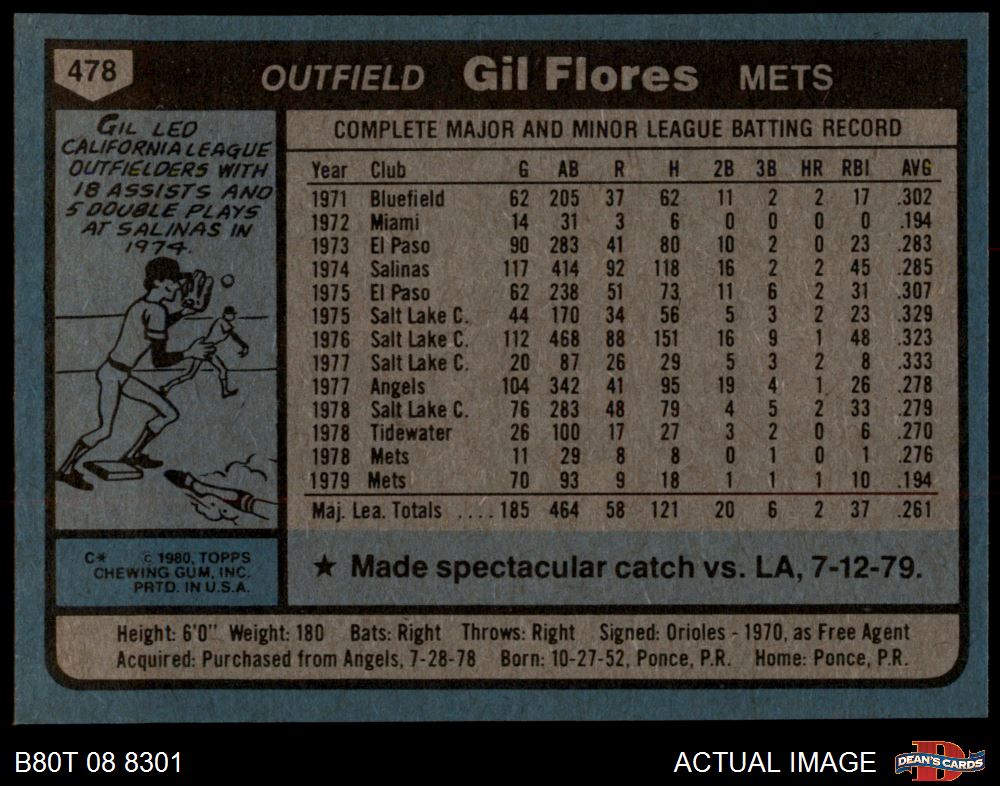 478
OUTFIELD Gil Flores METS
GIL LED
CALIFORNIA LEAGUE
OUTFIELDERS WITH
18 ASSISTS AND
5 DOUBLE PLAYS
AT SALINAS IN
1974.
COMPLETE MAJOR AND MINOR LEAGUE BATTING RECORD
Year Club G AB R H 2B 3B HR RBI AVG
1971 Bluefield 62 205 37 62 11 2 2 17 .302
1972 Miami 14 31 3 6 0 0 0 0 .194
1973 El Paso 90 283 41 80 10 2 0 23 .283
1974 Salinas 117 414 92 118 16 2 2 45 .285
1975 El Paso 62 238 51 73 11 6 2 31 .307
1975 Salt Lake C. 44 170 34 56 5 3 2 23 .329
1976 Salt Lake C. 112 468 88 151 16 9 1 48 .323
1977 Salt Lake C. 20 87 26 29 5 3 2 8 .333
1977 Angels 104 342 41 95 19 4 1 26 .278
1978 Salt Lake C. 76 283 48 79 4 5 2 33 .279
1978 Tidewater 26 100 17 27 3 2 0 6 .270
1978 Mets 11 29 8 8 0 1 0 1 .276
1979 Mets 70 93 9 18 1 1 1 10 .194
Maj. Lea. Totals .... 185 464 58 121 20 6 2 37 .261
C* © 1980, TOPPS
CHEWING GUM, INC.
PRTD. IN U.S.A.
★ Made spectacular catch vs. LA, 7-12-79.
Height: 6'0" Weight: 180 Bats: Right Throws: Right Signed: Orioles - 1970, as Free Agent
Acquired: Purchased from Angels, 7-28-78 Born: 10-27-52, Ponce, P.R. Home: Ponce, P.R.
B80T 08 8301
ACTUAL IMAGE
D
DEAN'S CARDS